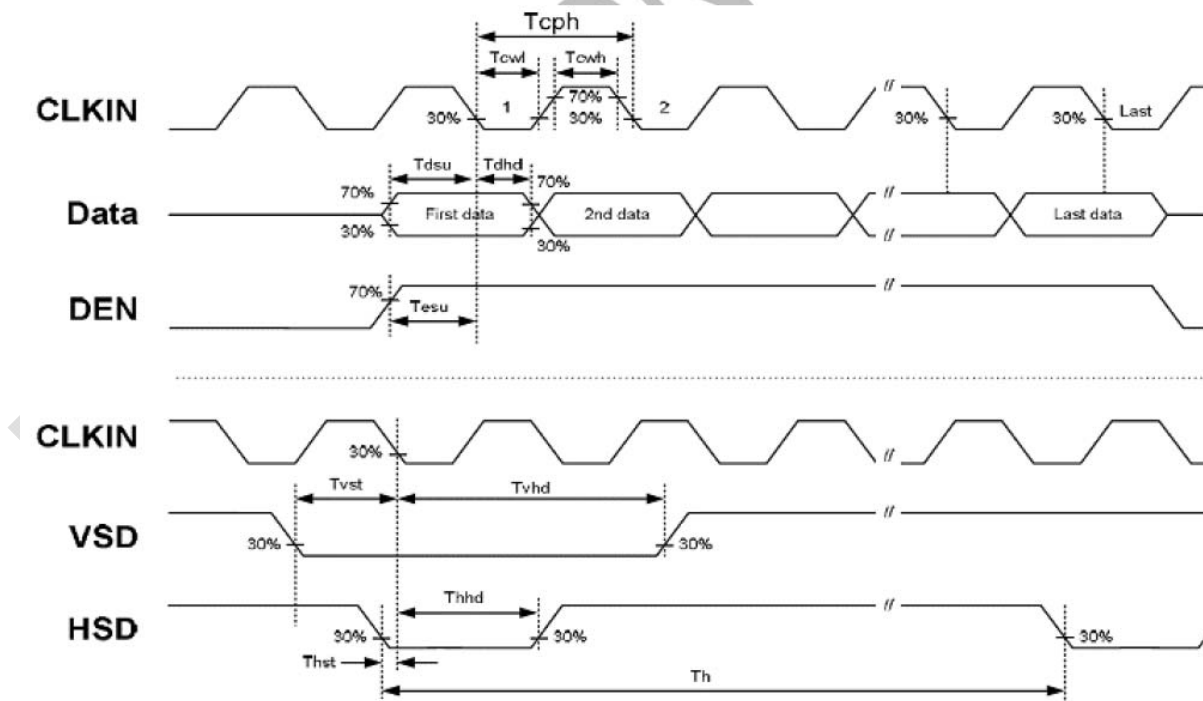 Tcph
Tcwl Tcwh
CLKIN 30% 1 70% 30% 2 // 30% 30% Last
Tdsu Tdhd
70% 70%
Data First data 2nd data // // Last data
30% 30%
DEN 70% Tesu //
CLKIN 30% //
Tvst Tvhd
VSD 30% 30% //
Thhd
HSD 30% 30% // 30%
Thst
Th